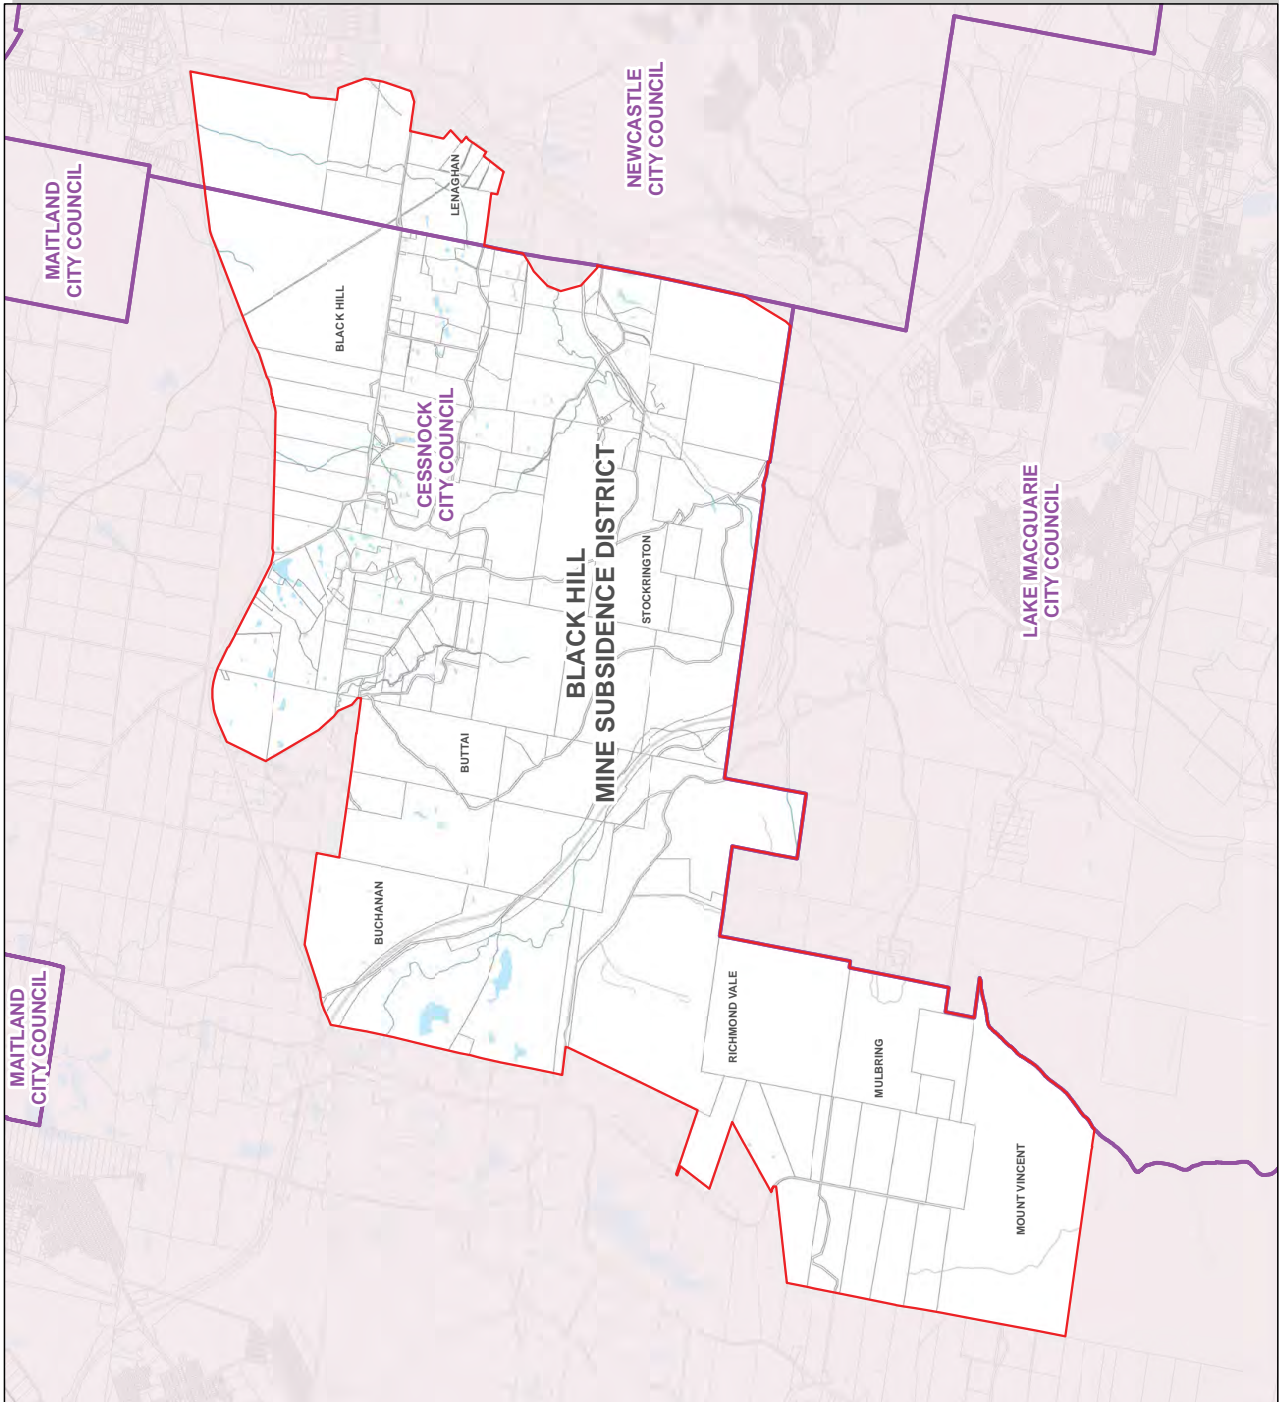 MAITLAND
CITY COUNCIL
MAITLAND
CITY COUNCIL
NEWCASTLE
CITY COUNCIL
LENAGHAN
BLACK HILL
CESSNOCK
CITY COUNCIL
BLACK HILL
MINE SUBSIDENCE DISTRICT
STOCKRINGTON
BUTTAI
BUCHANAN
LAKE MACQUARIE
CITY COUNCIL
RICHMOND VALE
MULBRING
MOUNT VINCENT